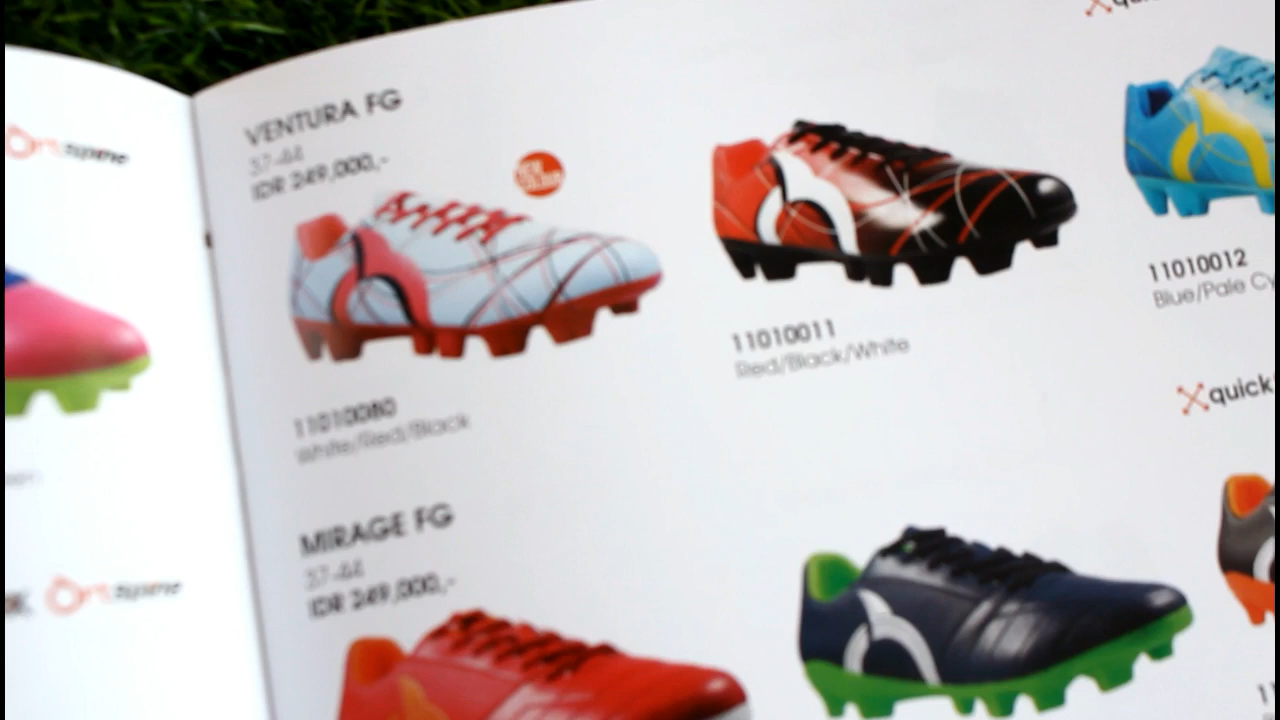 VENTURA FG
37-44
IDR 249,000,-
11010080
White/Red/Black
11010011
Red/Black/White
11010012
Blue/Pale
quick
MIRAGE FG
37-44
IDR 249,000,-
quick